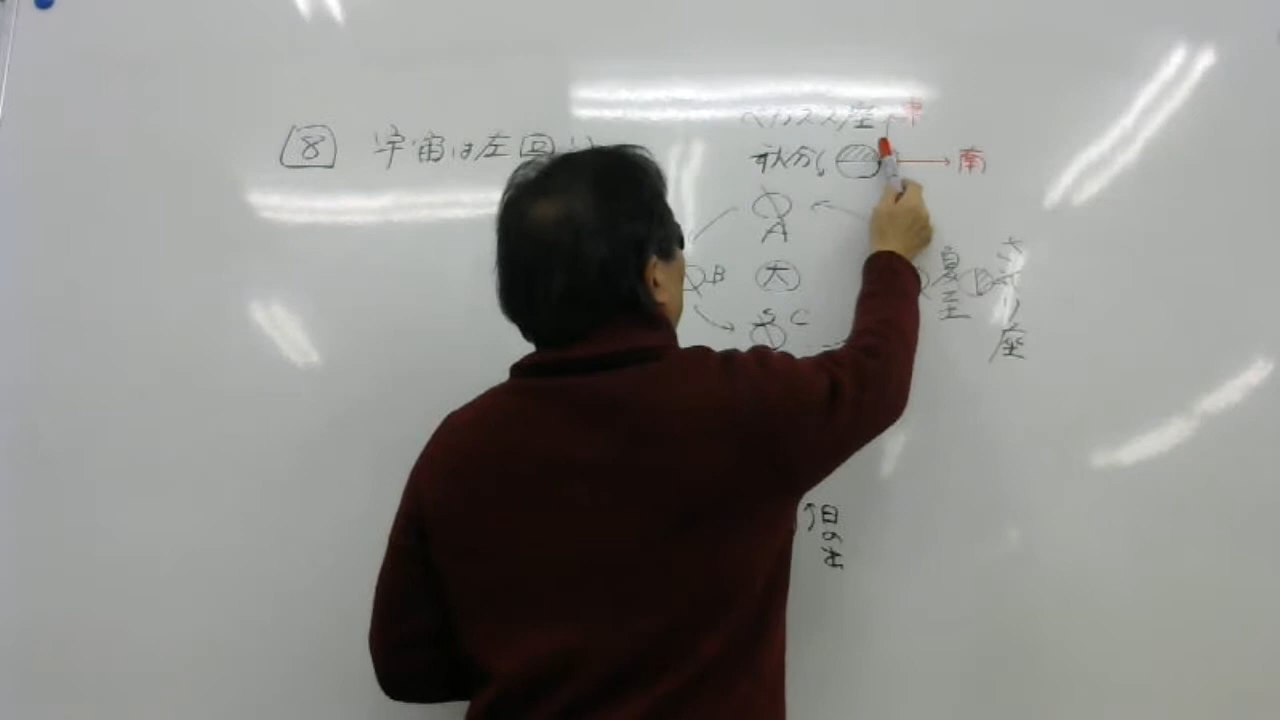 8 宇宙は左回
ペガスス座 中
秋分 南
A
B 大 夏至 さそり座
C
日の出